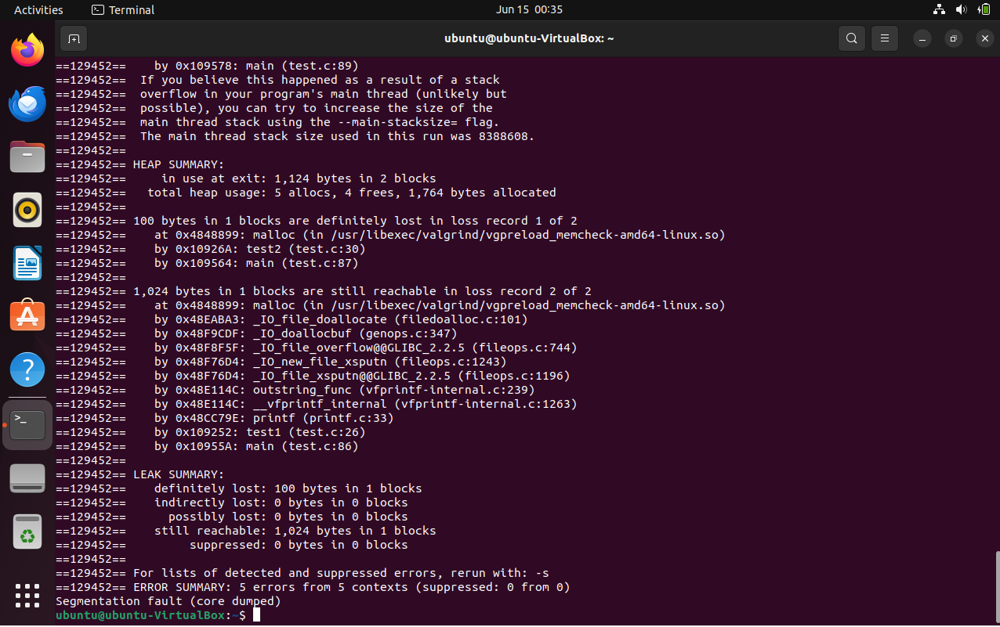 Activities
Terminal
Jun 15 00:35
ubuntu@ubuntu-VirtualBox: ~
==129452==    by 0x109578: main (test.c:89)
==129452==  If you believe this happened as a result of a stack
==129452==  overflow in your program's main thread (unlikely but
==129452==  possible), you can try to increase the size of the
==129452==  main thread stack using the --main-stacksize= flag.
==129452==  The main thread stack size used in this run was 8388608.
==129452==
==129452== HEAP SUMMARY:
==129452==     in use at exit: 1,124 bytes in 2 blocks
==129452==   total heap usage: 5 allocs, 4 frees, 1,764 bytes allocated
==129452==
==129452== 100 bytes in 1 blocks are definitely lost in loss record 1 of 2
==129452==    at 0x4848899: malloc (in /usr/libexec/valgrind/vgpreload_memcheck-amd64-linux.so)
==129452==    by 0x10926A: test2 (test.c:30)
==129452==    by 0x109564: main (test.c:87)
==129452==
==129452== 1,024 bytes in 1 blocks are still reachable in loss record 2 of 2
==129452==    at 0x4848899: malloc (in /usr/libexec/valgrind/vgpreload_memcheck-amd64-linux.so)
==129452==    by 0x48EABA3: _IO_file_doallocate (filedoalloc.c:101)
==129452==    by 0x48F9CDF: _IO_doallocbuf (genops.c:347)
==129452==    by 0x48F8F5F: _IO_file_overflow@@GLIBC_2.2.5 (fileops.c:744)
==129452==    by 0x48F76D4: _IO_new_file_xsputn (fileops.c:1243)
==129452==    by 0x48F76D4: _IO_file_xsputn@@GLIBC_2.2.5 (fileops.c:1196)
==129452==    by 0x48E114C: outstring_func (vfprintf-internal.c:239)
==129452==    by 0x48E114C: __vfprintf_internal (vfprintf-internal.c:1263)
==129452==    by 0x48CC79E: printf (printf.c:33)
==129452==    by 0x109252: test1 (test.c:26)
==129452==    by 0x10955A: main (test.c:86)
==129452==
==129452== LEAK SUMMARY:
==129452==    definitely lost: 100 bytes in 1 blocks
==129452==    indirectly lost: 0 bytes in 0 blocks
==129452==      possibly lost: 0 bytes in 0 blocks
==129452==    still reachable: 1,024 bytes in 1 blocks
==129452==         suppressed: 0 bytes in 0 blocks
==129452==
==129452== For lists of detected and suppressed errors, rerun with: -s
==129452== ERROR SUMMARY: 5 errors from 5 contexts (suppressed: 0 from 0)
Segmentation fault (core dumped)
ubuntu@ubuntu-VirtualBox:~$